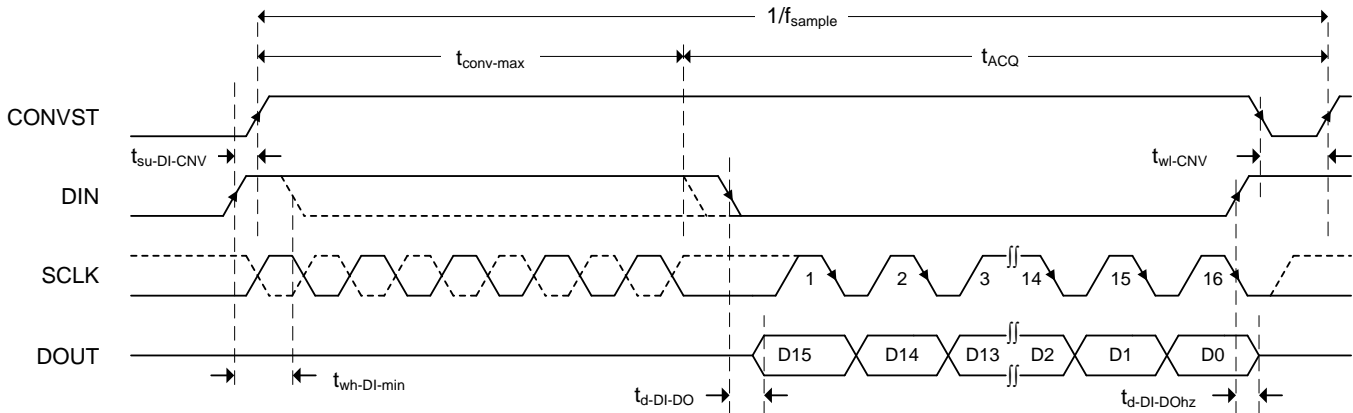 1/fsample
tconv-max tACQ
CONVST
tsu-DI-CNV twl-CNV
DIN
SCLK 1 2 3 14 15 16
DOUT D15 D14 D13 D2 D1 D0
twh-DI-min td-DI-DO td-DI-DOhz